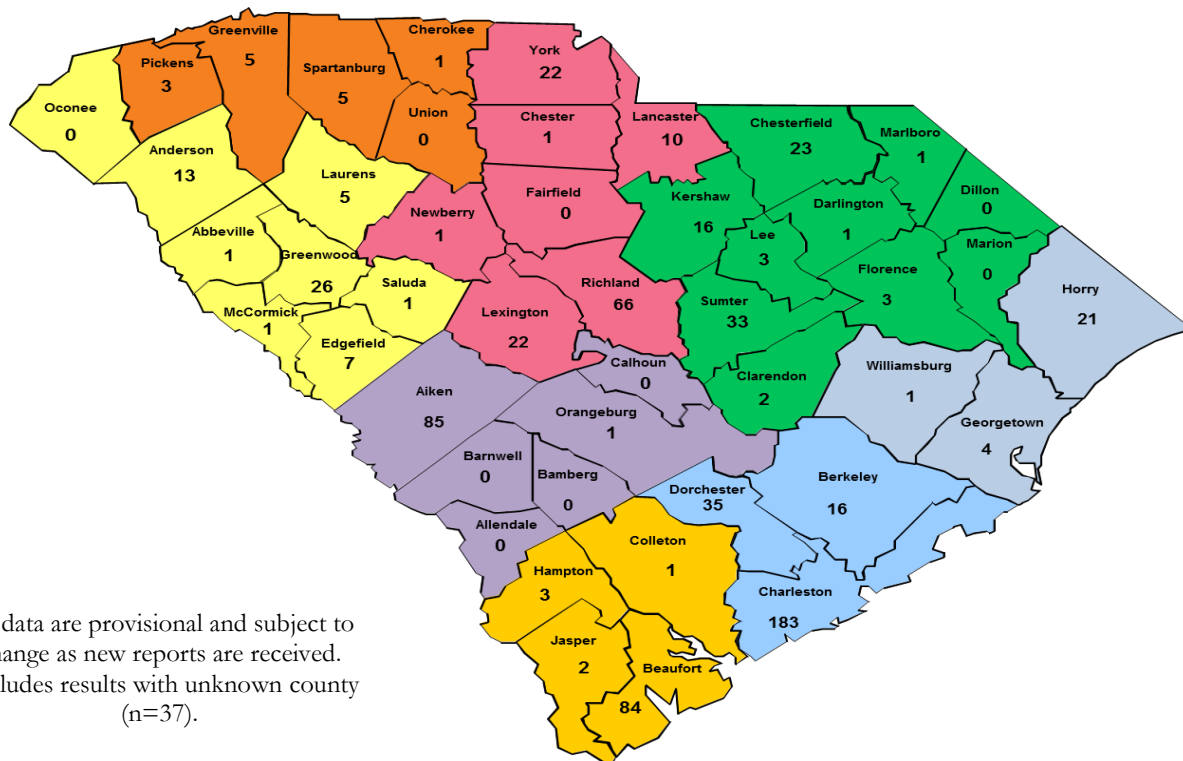 Greenville
5
Cherokee
1
York
22
Pickens
3
Spartanburg
5
Oconee
0
Union
0
Chester
1
Lancaster
10
Chesterfield
23
Marlboro
1
Anderson
13
Laurens
5
Fairfield
0
Kershaw
16
Darlington
1
Dillon
0
Newberry
1
Abbeville
1
Greenwood
26
Lee
3
Marion
0
Florence
3
Saluda
1
Richland
66
Horry
21
McCormick
1
Lexington
22
Sumter
33
Edgefield
7
Calhoun
0
Clarendon
2
Williamsburg
1
Aiken
85
Orangeburg
1
Georgetown
4
Barnwell
0
Bamberg
0
Dorchester
35
Berkeley
16
Allendale
0
Colleton
1
Hampton
3
Charleston
183
Jasper
2
Beaufort
84
data are provisional and subject to
as new reports are received.
results with unknown county
(n=37).